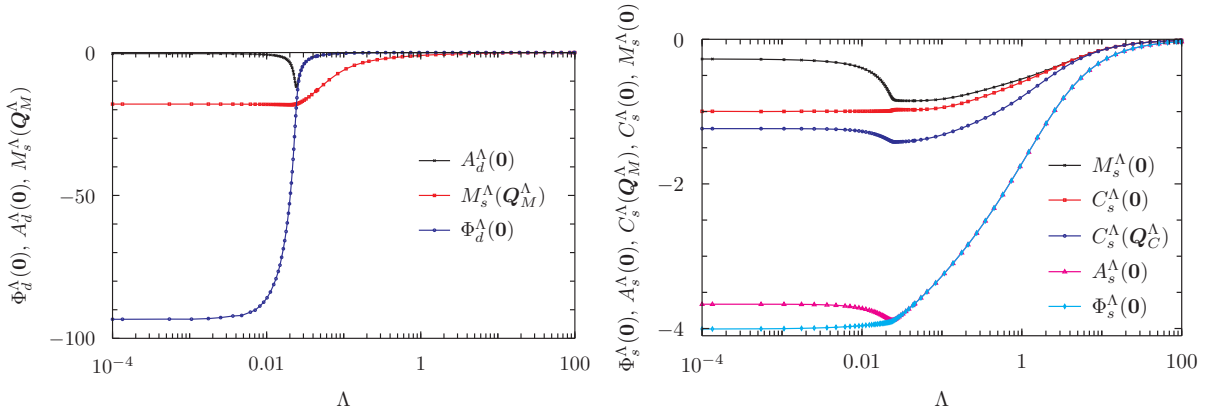 Φ_d^Λ(0), A_d^Λ(0), M_s^Λ(Q_M^Λ)
0
−50
−100
10^−4
0.01
1
100
Λ
A_d^Λ(0)
M_s^Λ(Q_M^Λ)
Φ_d^Λ(0)
Φ_s^Λ(0), A_s^Λ(0), C_s^Λ(Q_M^Λ), C_s^Λ(0), M_s^Λ(0)
0
−2
−4
10^−4
0.01
1
100
Λ
M_s^Λ(0)
C_s^Λ(0)
C_s^Λ(Q_C^Λ)
A_s^Λ(0)
Φ_s^Λ(0)